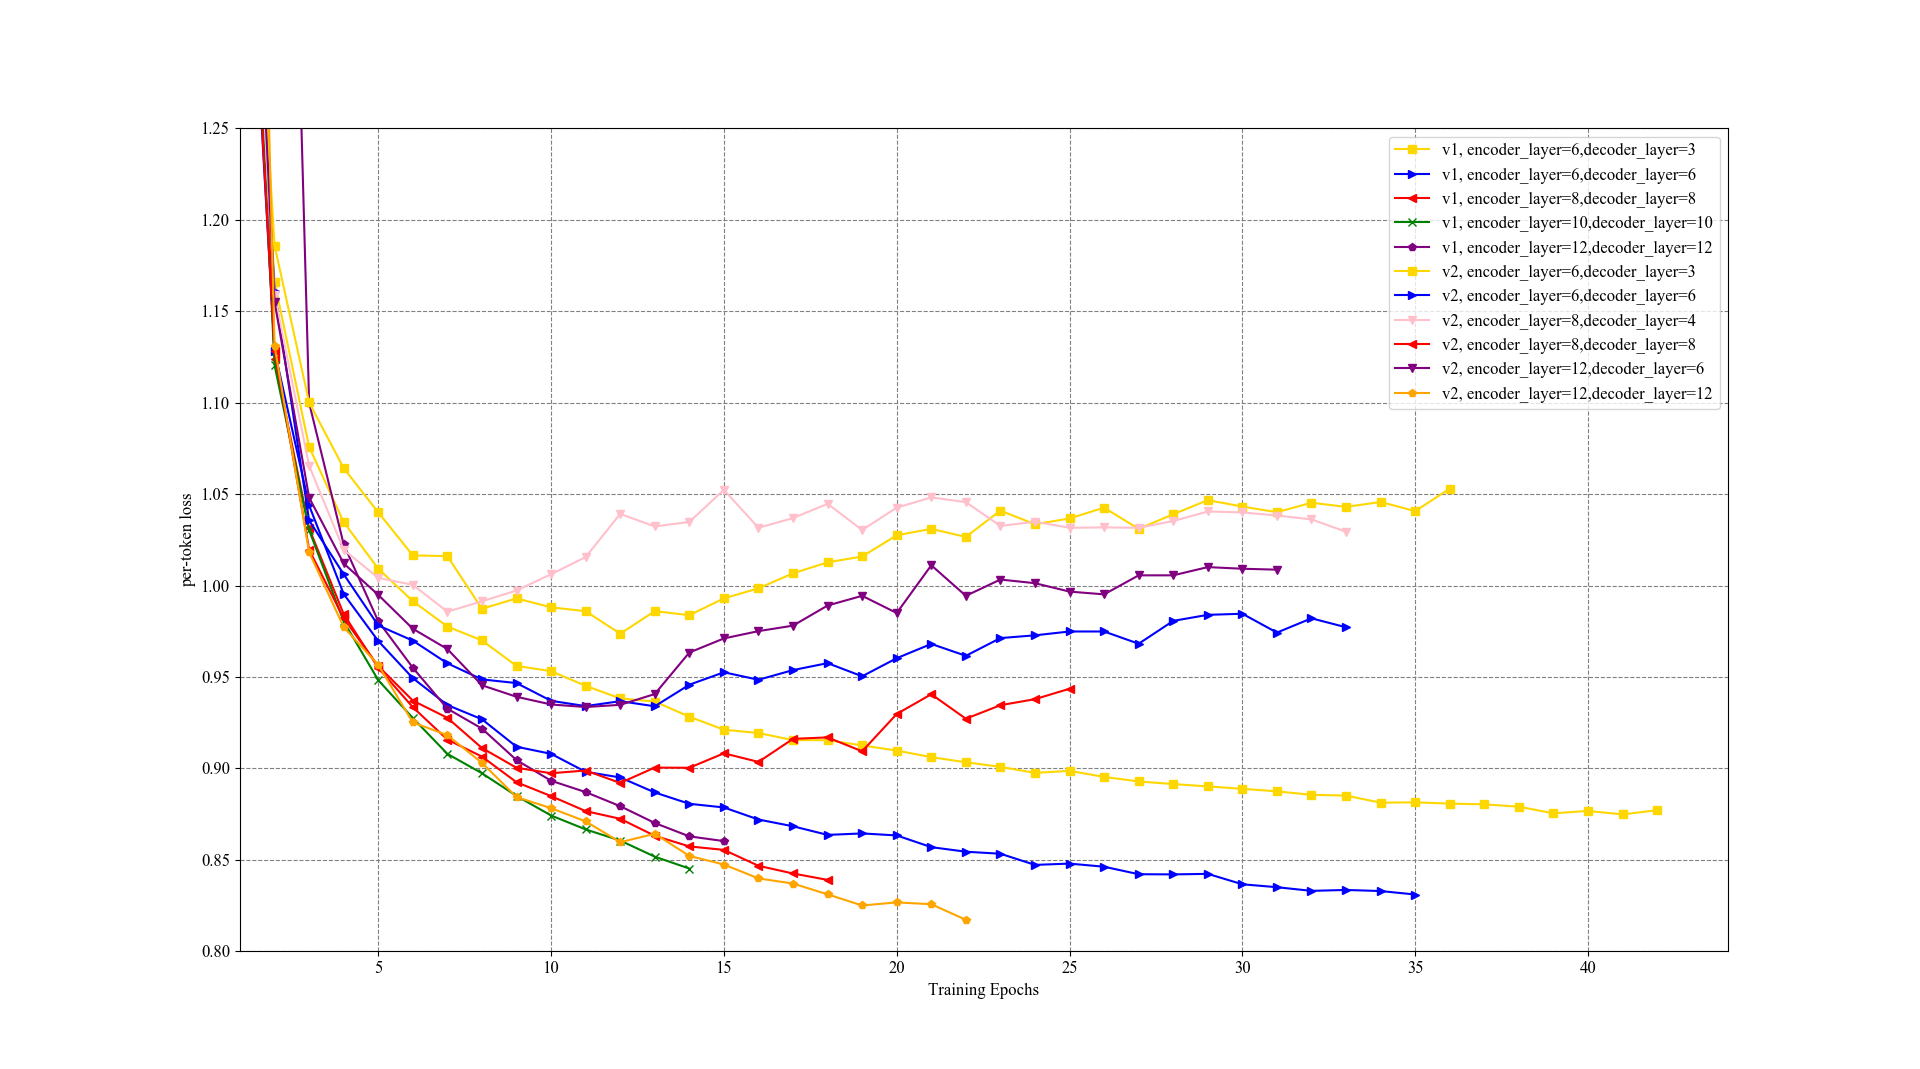 1.25
1.20
1.15
1.10
1.05
1.00
0.95
0.90
0.85
0.80
per-token loss
v1, encoder_layer=6,decoder_layer=3
v1, encoder_layer=6,decoder_layer=6
v1, encoder_layer=8,decoder_layer=8
v1, encoder_layer=10,decoder_layer=10
v1, encoder_layer=12,decoder_layer=12
v2, encoder_layer=6,decoder_layer=3
v2, encoder_layer=6,decoder_layer=6
v2, encoder_layer=8,decoder_layer=4
v2, encoder_layer=8,decoder_layer=8
v2, encoder_layer=12,decoder_layer=6
v2, encoder_layer=12,decoder_layer=12
5 10 15 20 25 30 35 40
Training Epochs